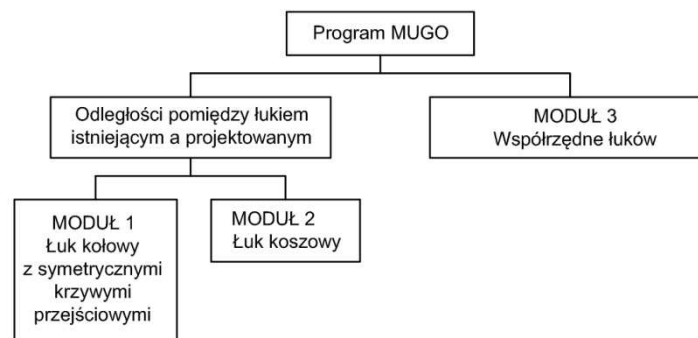 Program MUGO
Odległości pomiędzy łukiem
istniejącym a projektowanym
MODUŁ 3
Współrzędne łuków
MODUŁ 1
Łuk kołowy
z symetrycznymi
krzywymi
przejściowymi
MODUŁ 2
Łuk koszowy